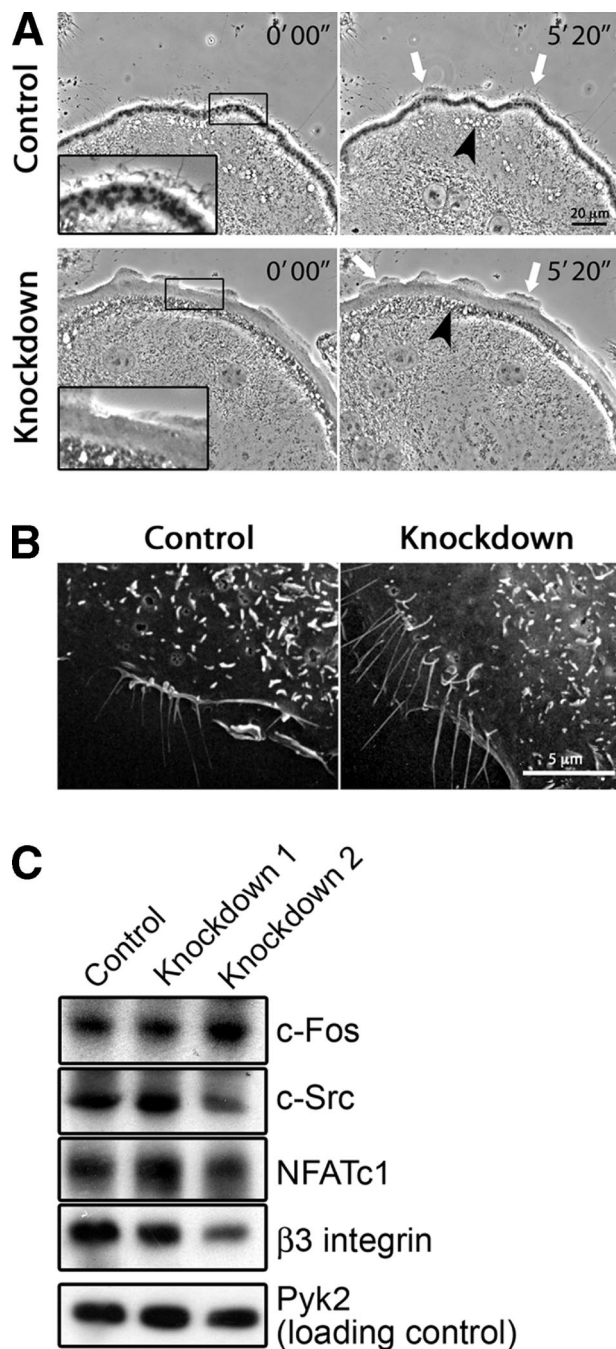 A
Control
0' 00"
5' 20"
20 μm
Knockdown
0' 00"
5' 20"
B
Control
Knockdown
5 μm
C
Control
Knockdown 1
Knockdown 2
c-Fos
c-Src
NFATc1
β3 integrin
Pyk2
(loading control)